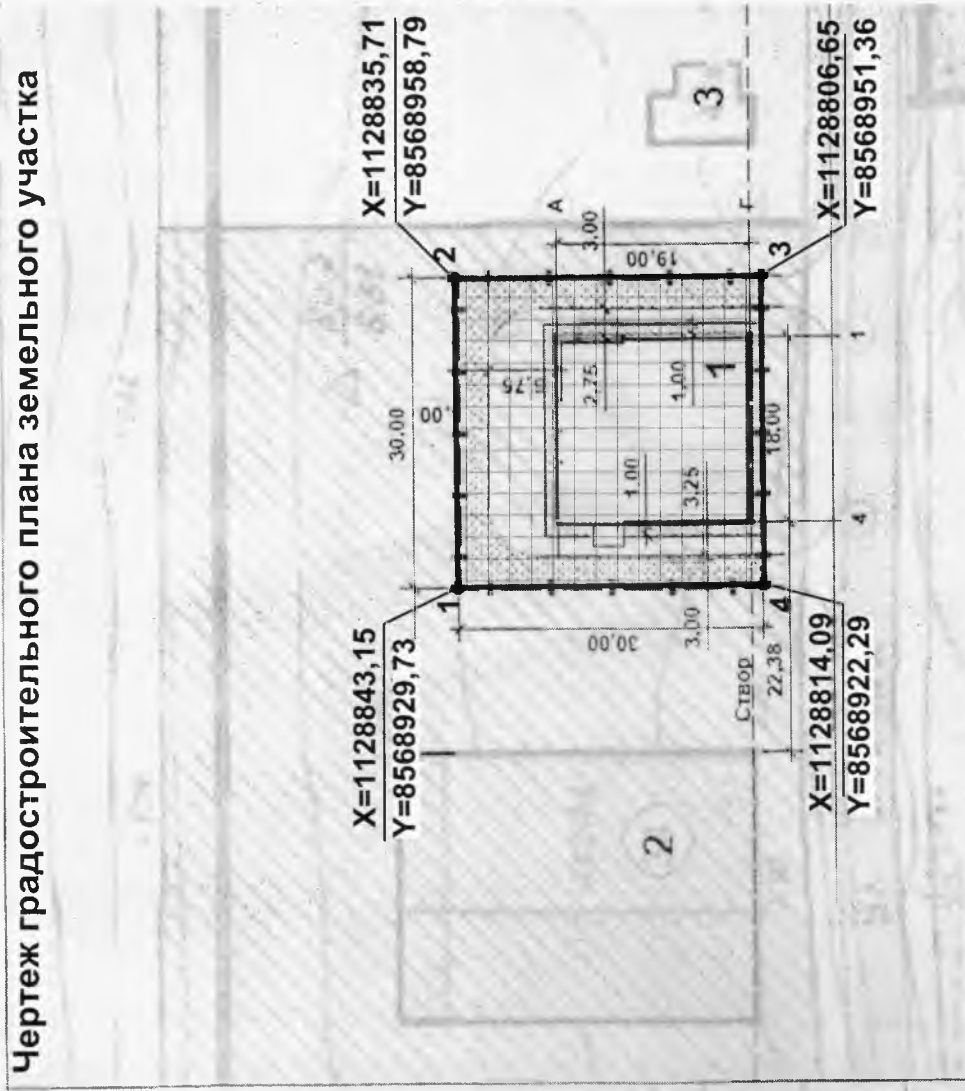 Чертеж градостроительного плана земельного участка
X=1128835,71
Y=8568958,79
2
3
30.00
А
3.00
19,00
2.75
1,00
1
1.00
3.25
18.00
Г
3
1
4
X=1128806,65
Y=8568951,36
1
X=1128843,15
Y=8568929,73
30,00
3.00
Створ
22,38
4
X=1128814,09
Y=8568922,29
2